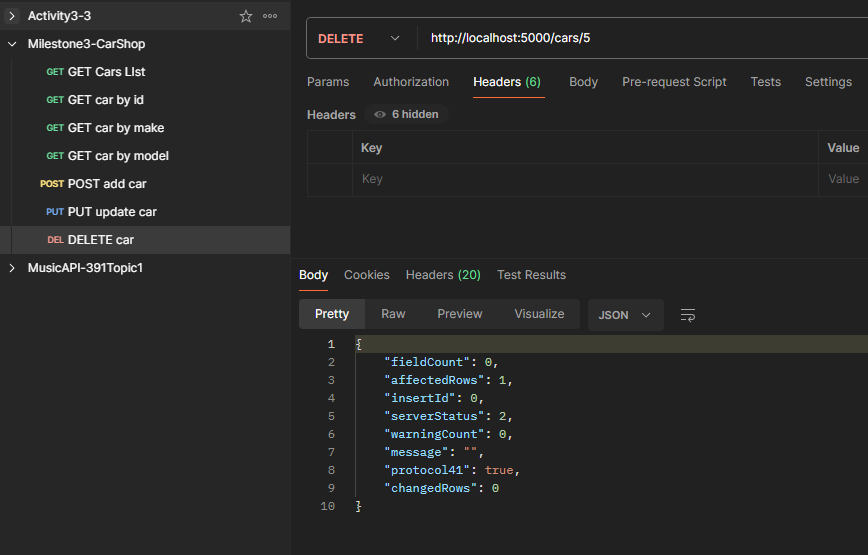 Activity3-3
Milestone3-CarShop
GET GET Cars LIst
GET GET car by id
GET GET car by make
GET GET car by model
POST POST add car
PUT PUT update car
DEL DELETE car
MusicAPI-391Topic1
DELETE http://localhost:5000/cars/5
Params Authorization Headers (6) Body Pre-request Script Tests Settings
Headers 6 hidden
Key Value
Key Value
Body Cookies Headers (20) Test Results
Pretty Raw Preview Visualize JSON
1 {
2 "fieldCount": 0,
3 "affectedRows": 1,
4 "insertId": 0,
5 "serverStatus": 2,
6 "warningCount": 0,
7 "message": "",
8 "protocol41": true,
9 "changedRows": 0
10 }